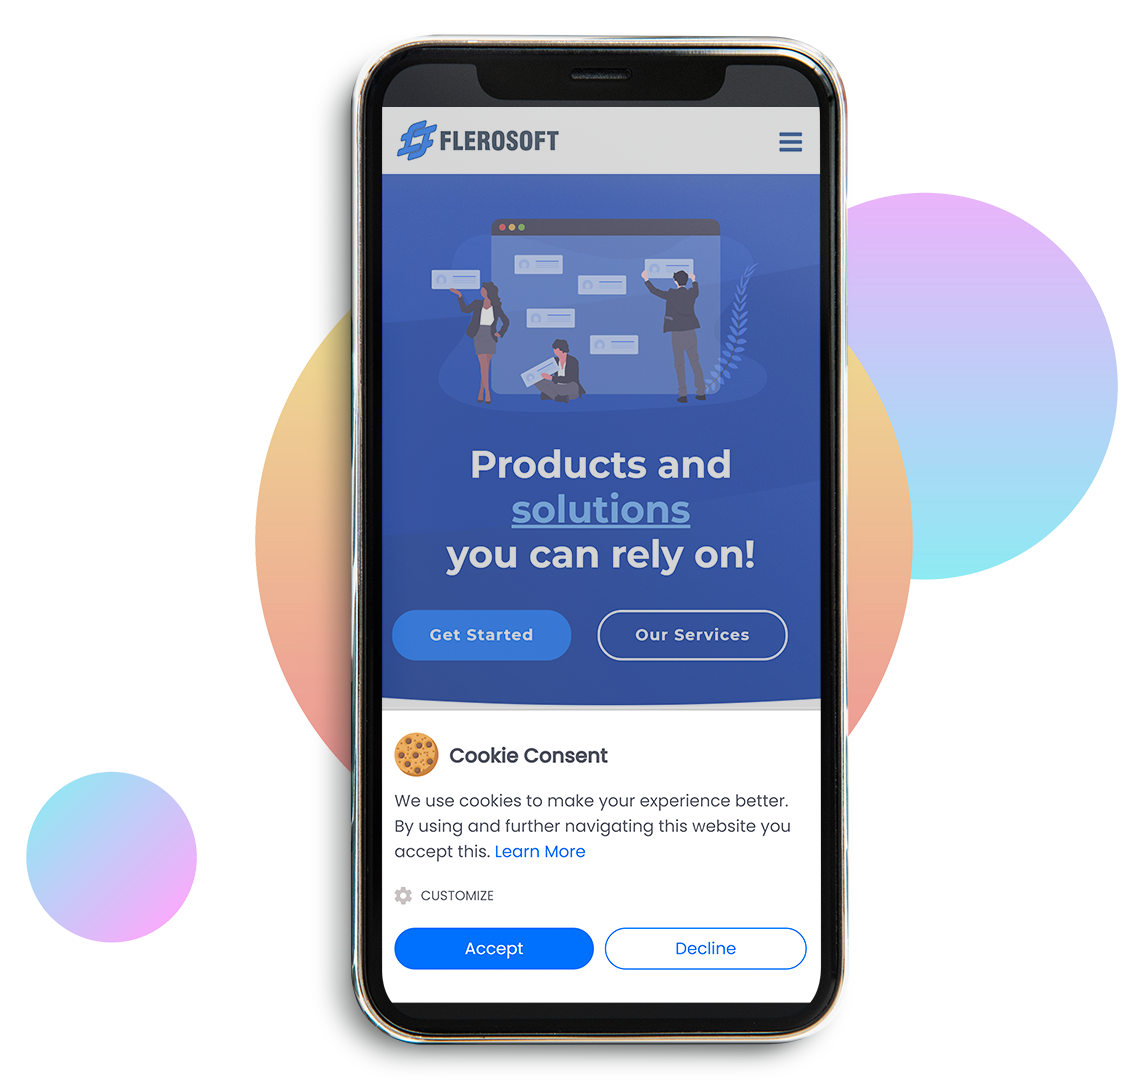 FLEROSOFT
Products and
solutions
you can rely on!
Get Started
Our Services
Cookie Consent
We use cookies to make your experience better.
By using and further navigating this website you
accept this. Learn More
CUSTOMIZE
Accept
Decline